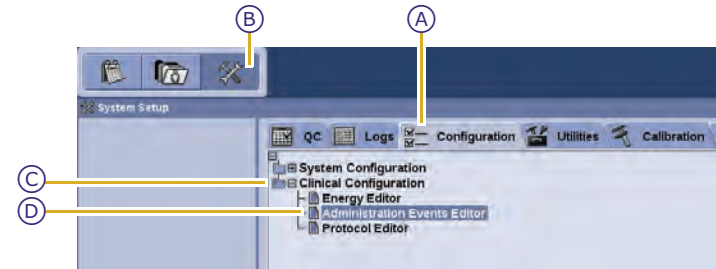 B A
System Setup
QC Logs Configuration Utilities Calibration
System Configuration
C Clinical Configuration
Energy Editor
D Administration Events Editor
Protocol Editor